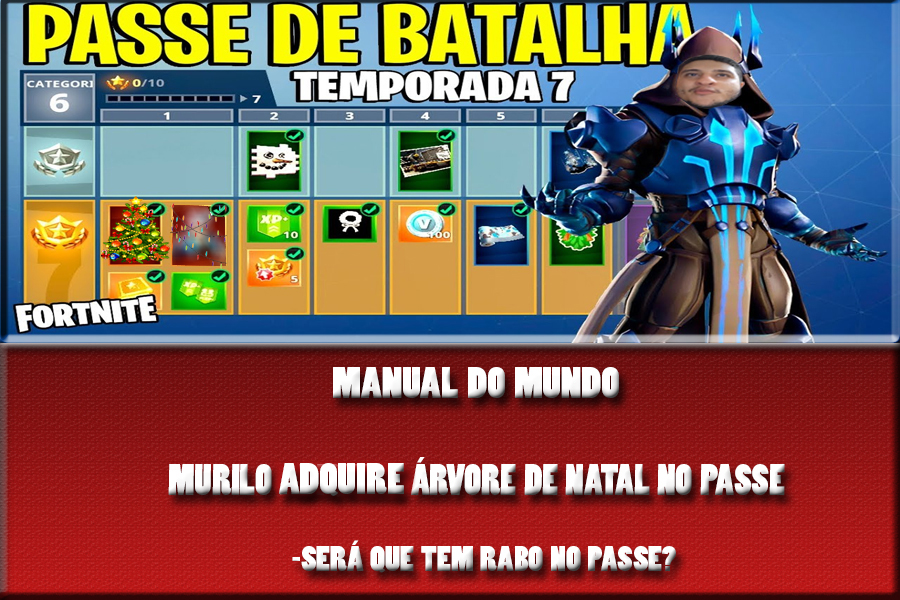 PASSE DE BATALHA
TEMPORADA 7
CATEGORI
6
0/10
7
1 2 3 4 5
XP+
10
100
5
7
FORTNITE
MANUAL DO MUNDO
MURILO ADQUIRE ÁRVORE DE NATAL NO PASSE
-SERÁ QUE TEM RABO NO PASSE?